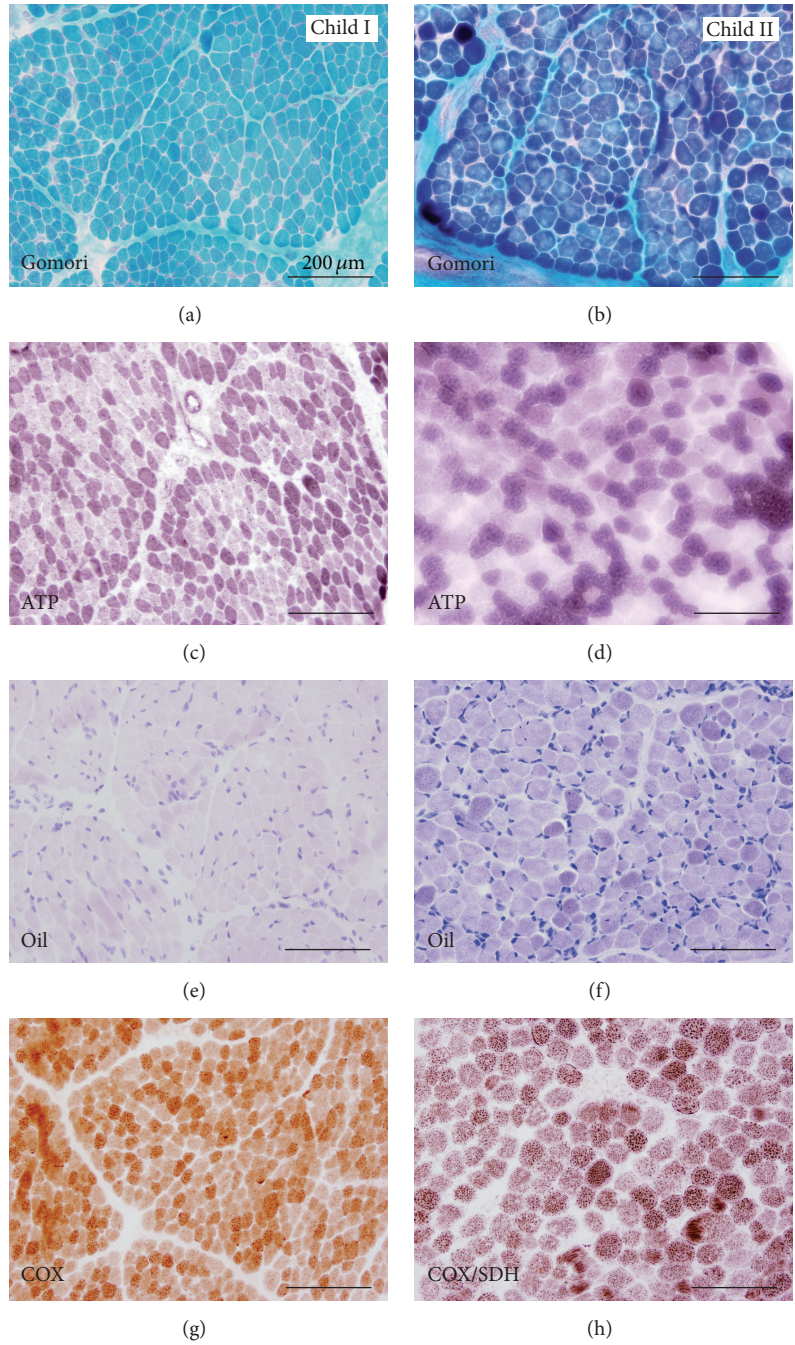 Child I
Child II
Gomori
200 μm
Gomori
(a)
(b)
ATP
ATP
(c)
(d)
Oil
Oil
(e)
(f)
COX
COX/SDH
(g)
(h)